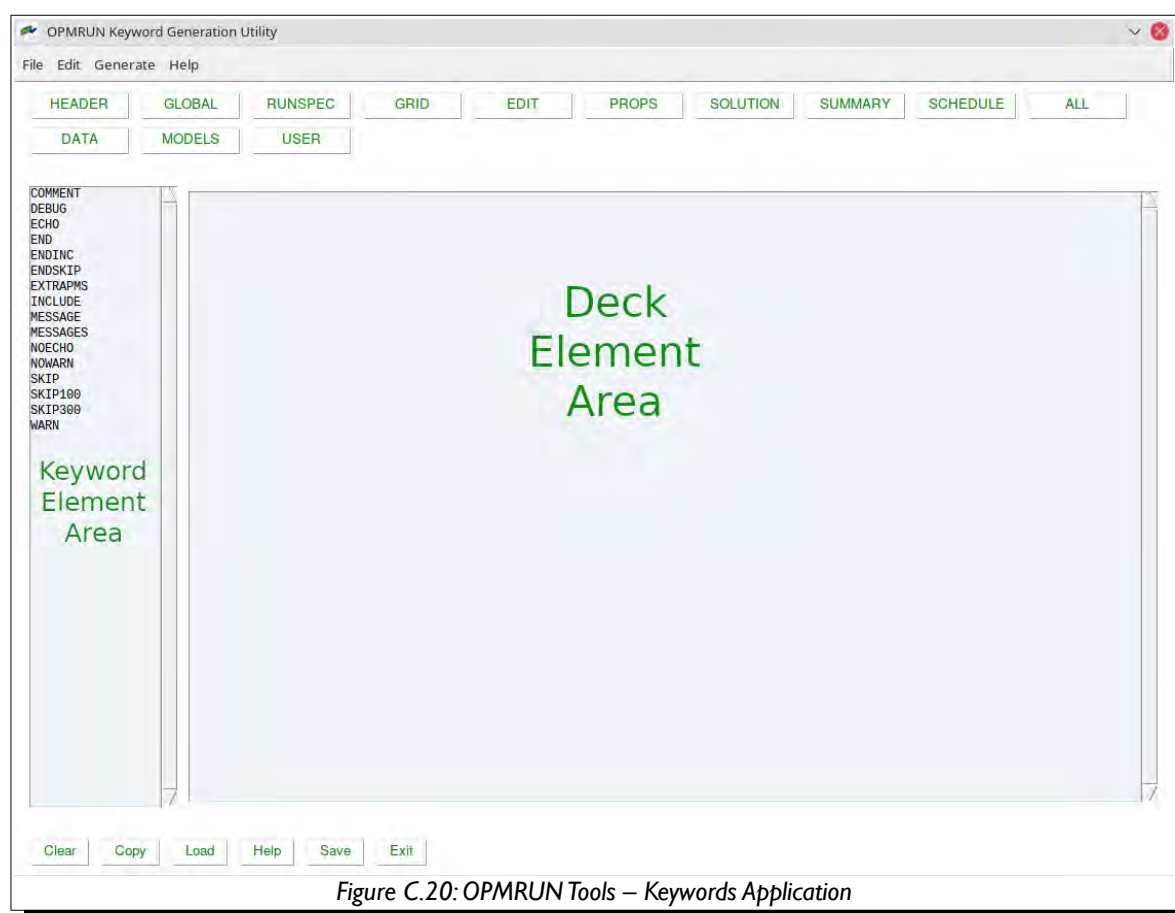 OPMRUN Keyword Generation Utility
File Edit Generate Help
HEADER GLOBAL RUNSPEC GRID EDIT PROPS SOLUTION SUMMARY SCHEDULE ALL
DATA MODELS USER
COMMENT
DEBUG
ECHO
END
ENDINC
ENDSKIP
EXTRAPMS
INCLUDE
MESSAGE
MESSAGES
NOECHO
NOWARN
SKIP
SKIP100
SKIP300
WARN
Keyword
Element
Area
Deck
Element
Area
Clear Copy Load Help Save Exit
Figure C.20: OPMRUN Tools – Keywords Application